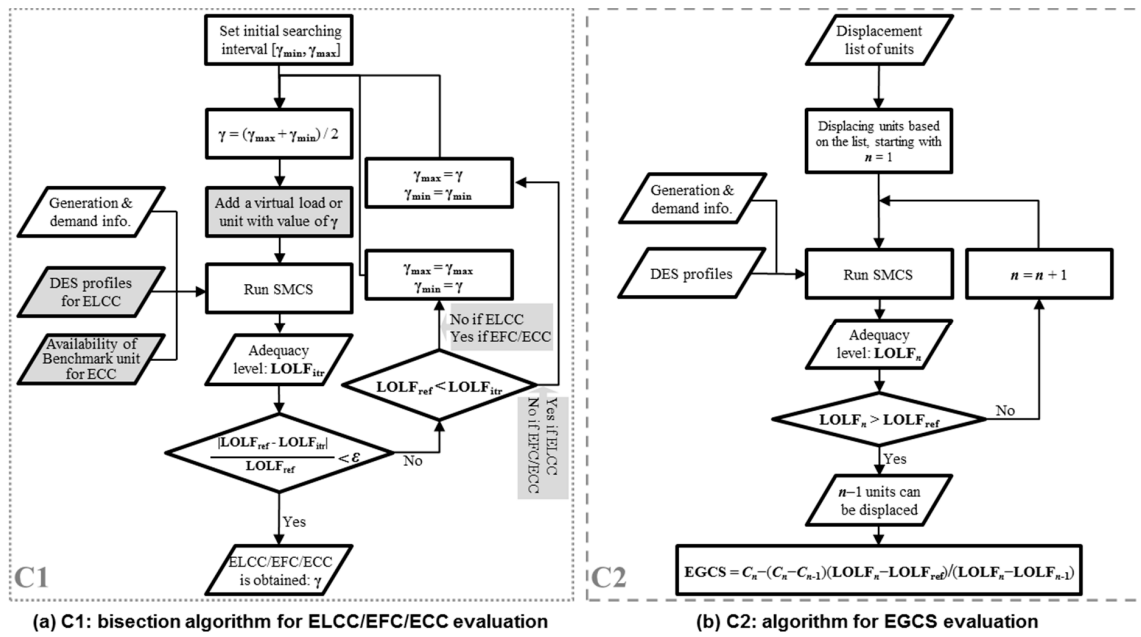 Set initial searching
interval [γmin, γmax]
γ = (γmax + γmin) / 2
Add a virtual load or
unit with value of γ
Generation &
demand info.
DES profiles
for ELCC
Availability of
Benchmark unit
for ECC
Run SMCS
Adequacy
level: LOLFitr
|LOLFref - LOLFitr|
LOLFref
< ε
No
Yes
ELCC/EFC/ECC
is obtained: γ
γmax = γ
γmin = γmin
γmax = γmax
γmin = γ
No if ELCC
Yes if EFC/ECC
LOLFref < LOLFitr
Yes if ELCC
No if EFC/ECC
C1
(a) C1: bisection algorithm for ELCC/EFC/ECC evaluation
Displacement
list of units
Displacing units based
on the list, starting with
n = 1
Generation &
demand info.
DES profiles
Run SMCS
n = n + 1
Adequacy
level: LOLFn
LOLFn > LOLFref
No
Yes
n–1 units can
be displaced
EGCS = Cn–(Cn–Cn-1)(LOLFn–LOLFref)/(LOLFn–LOLFn-1)
C2
(b) C2: algorithm for EGCS evaluation